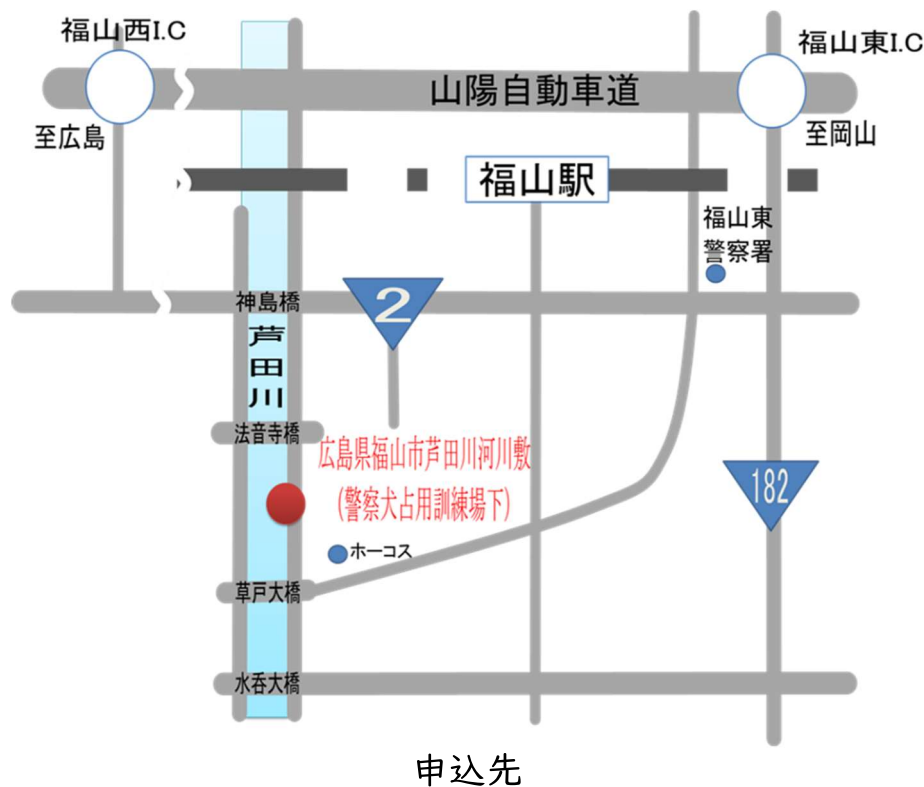 福山西I.C
福山東I.C
山陽自動車道
至広島
至岡山
福山駅
福山東
警察署
神島橋
2
芦田川
法音寺橋
広島県福山市芦田川河川敷
(警察犬占用訓練場下)
182
ホーコス
草戸大橋
水呑大橋
申込先